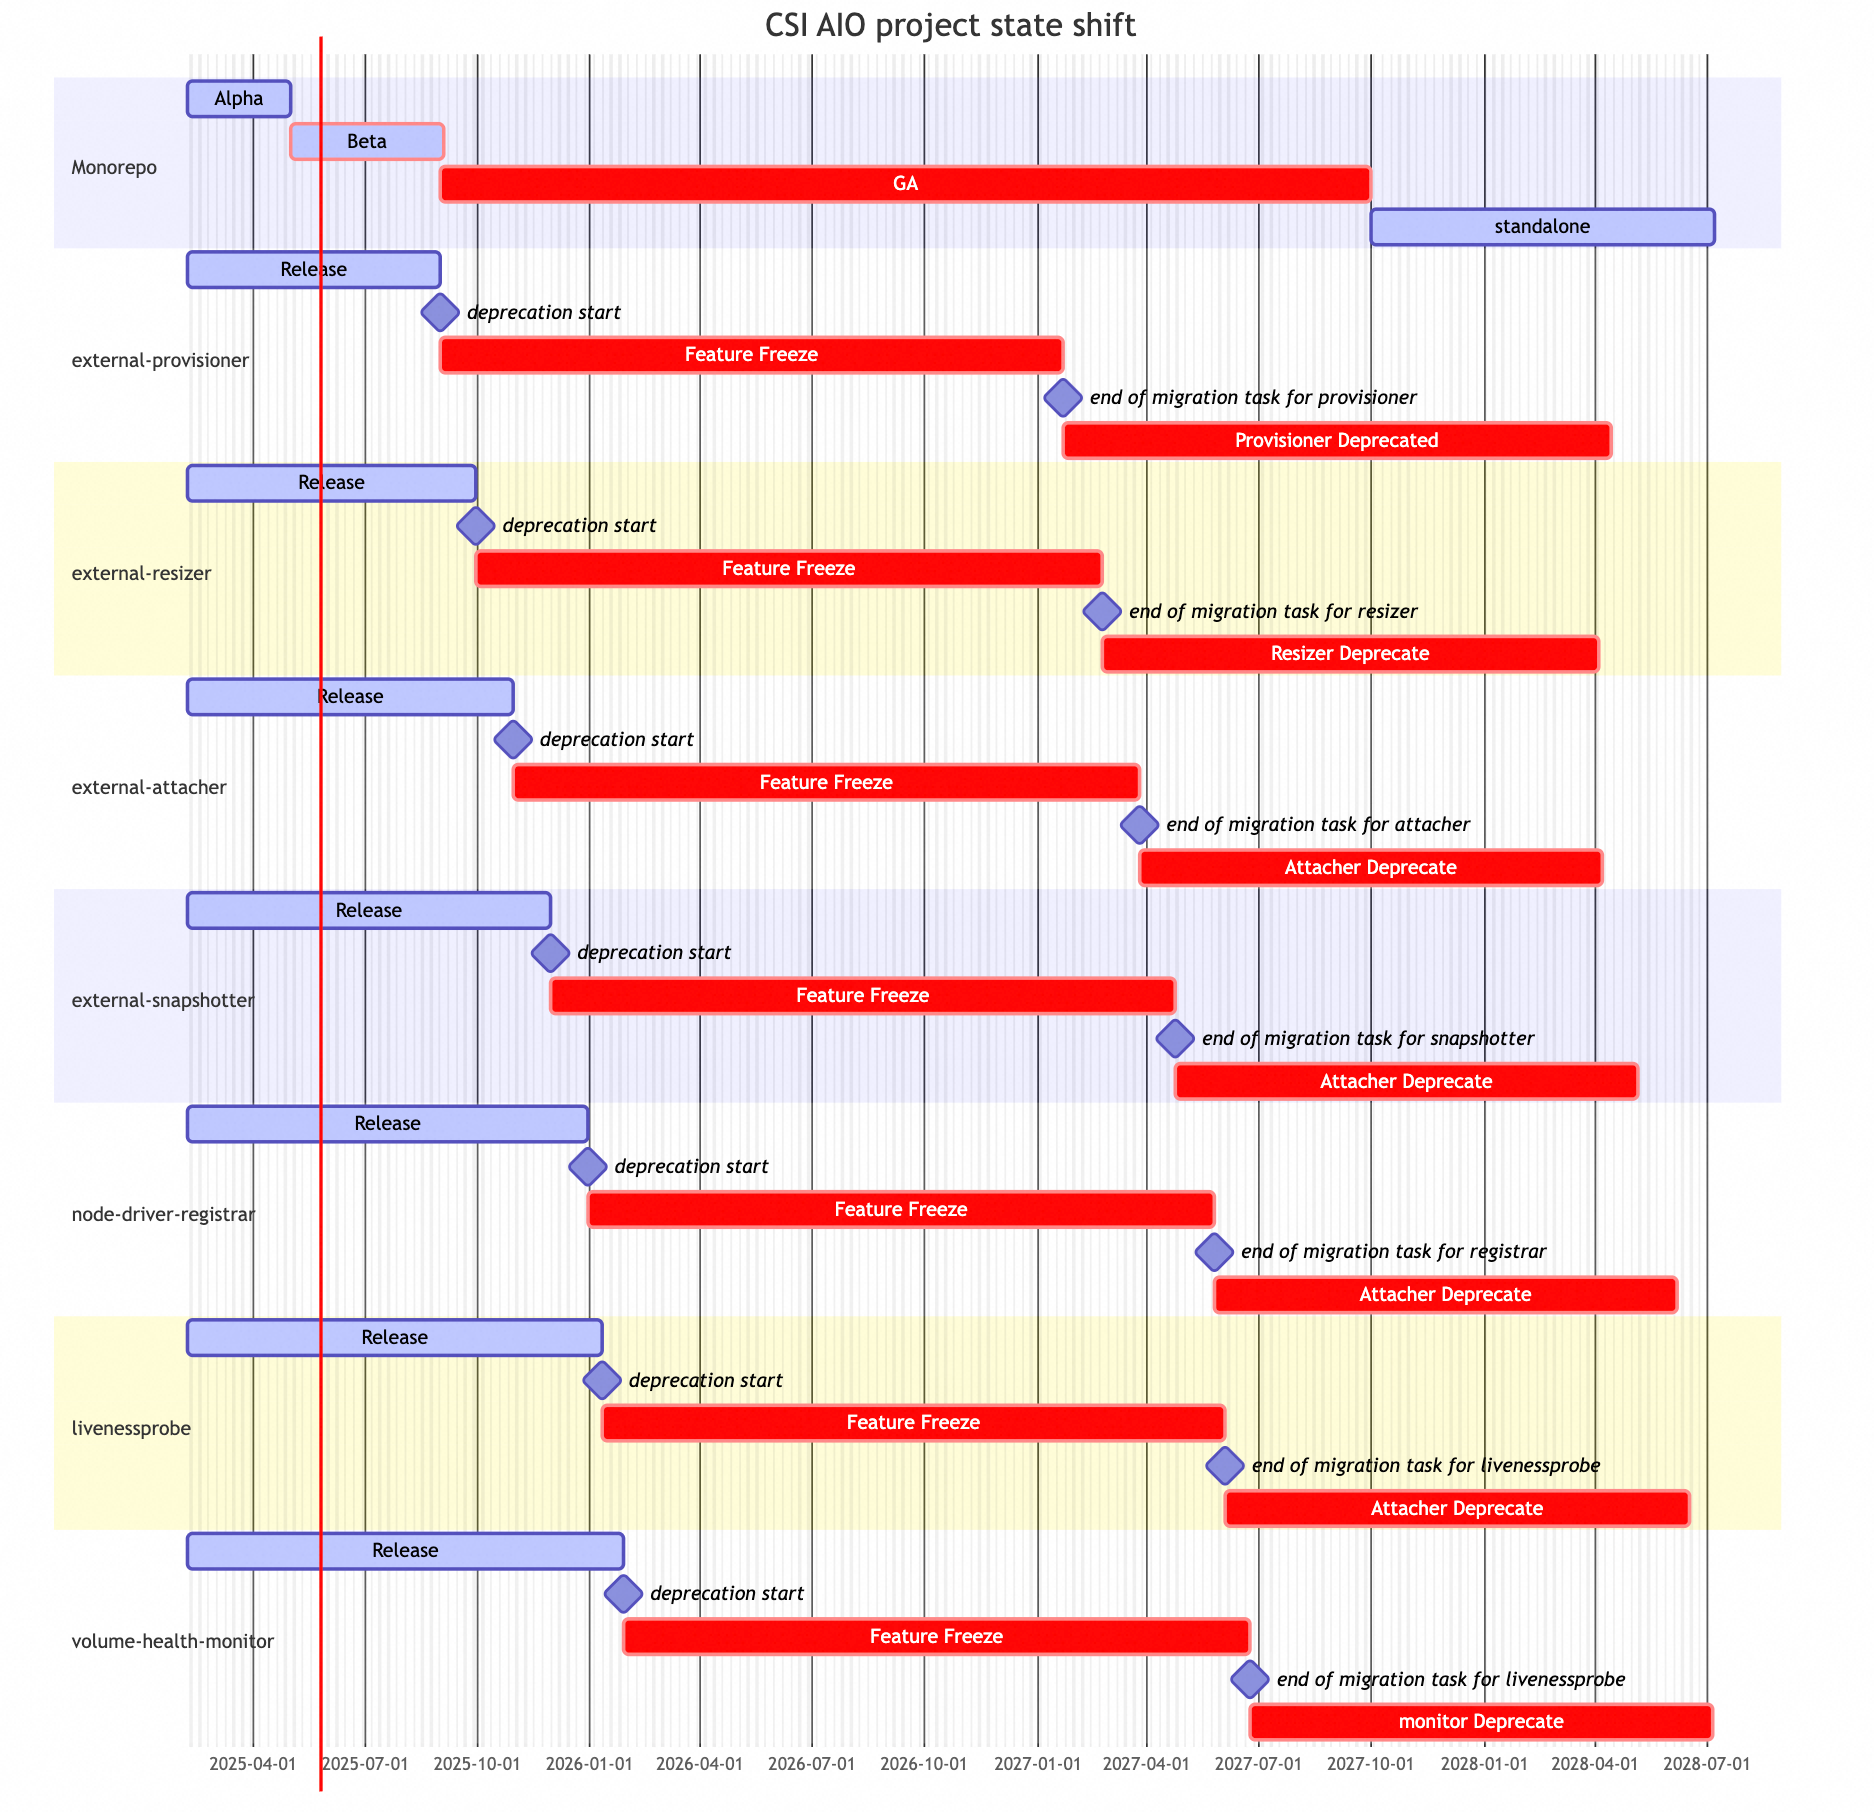 CSI AIO project state shift
Alpha
Beta
Monorepo
GA
standalone
Release
deprecation start
external-provisioner
Feature Freeze
end of migration task for provisioner
Provisioner Deprecated
Release
deprecation start
external-resizer
Feature Freeze
end of migration task for resizer
Resizer Deprecate
Release
deprecation start
external-attacher
Feature Freeze
end of migration task for attacher
Attacher Deprecate
Release
deprecation start
external-snapshotter
Feature Freeze
end of migration task for snapshotter
Attacher Deprecate
Release
deprecation start
node-driver-registrar
Feature Freeze
end of migration task for registrar
Attacher Deprecate
Release
deprecation start
livenessprobe
Feature Freeze
end of migration task for livenessprobe
Attacher Deprecate
Release
deprecation start
volume-health-monitor
Feature Freeze
end of migration task for livenessprobe
monitor Deprecate
2025-04-01 2025-07-01 2025-10-01 2026-01-01 2026-04-01 2026-07-01 2026-10-01 2027-01-01 2027-04-01 2027-07-01 2027-10-01 2028-01-01 2028-04-01 2028-07-01